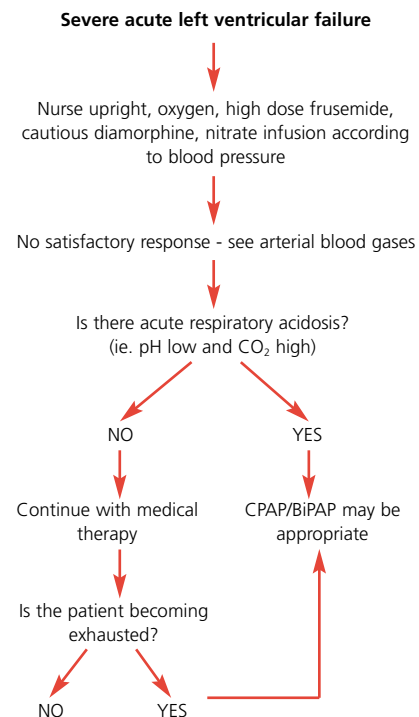 Severe acute left ventricular failure
Nurse upright, oxygen, high dose frusemide,
cautious diamorphine, nitrate infusion according
to blood pressure
No satisfactory response - see arterial blood gases
Is there acute respiratory acidosis?
(ie. pH low and CO₂ high)
NO
YES
Continue with medical
therapy
CPAP/BiPAP may be
appropriate
Is the patient becoming
exhausted?
NO
YES